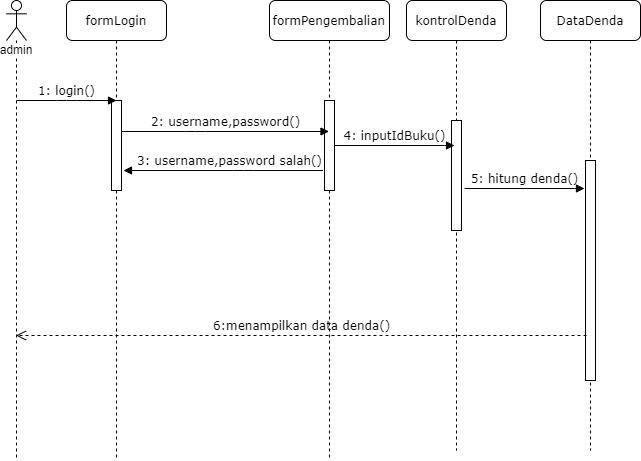 formLogin
formPengembalian
kontrolDenda
DataDenda
admin
1: login()
2: username,password()
4: inputIdBuku()
3: username,password salah()
5: hitung denda()
6:menampilkan data denda()